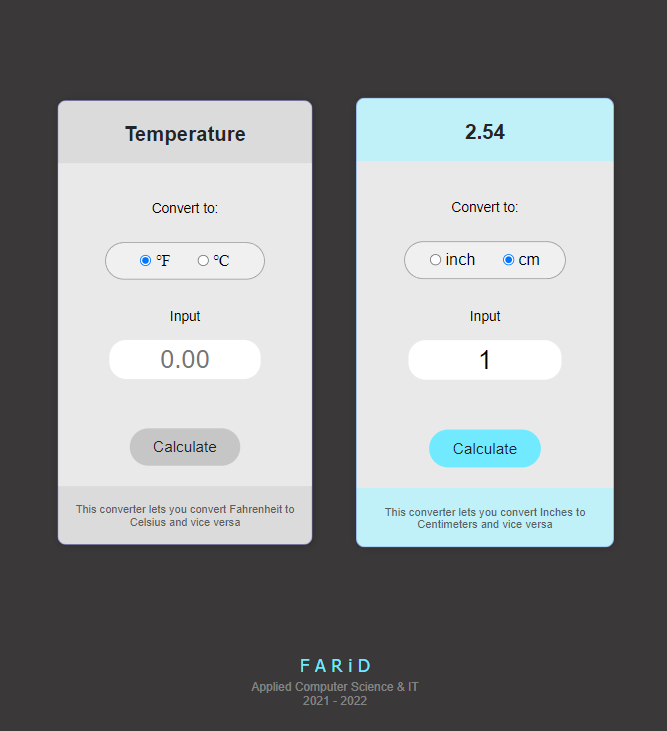 Temperature
Convert to:
°F °C
Input
0.00
Calculate
This converter lets you convert Fahrenheit to
Celsius and vice versa
2.54
Convert to:
inch cm
Input
1
Calculate
This converter lets you convert Inches to
Centimeters and vice versa
FARiD
Applied Computer Science & IT
2021 - 2022